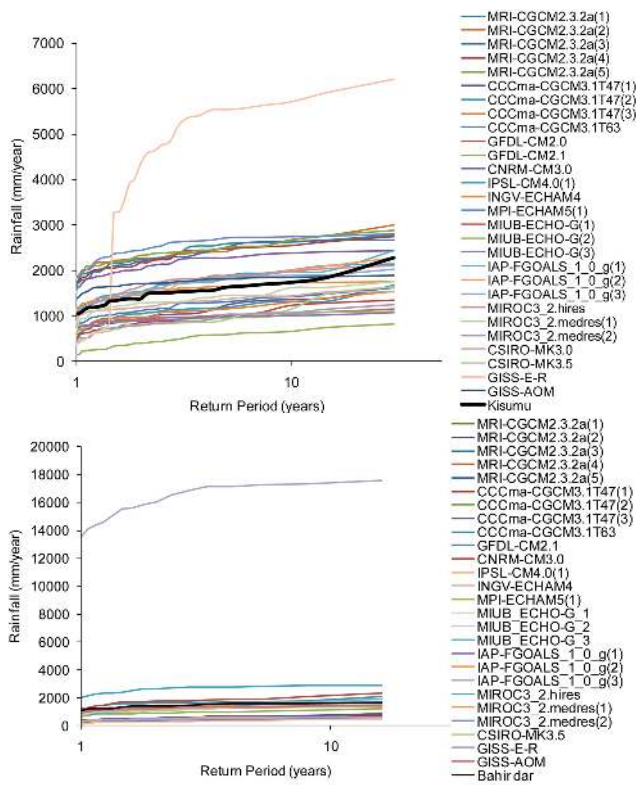 7000
6000
5000
4000
3000
2000
1000
0
Rainfall (mm/year)
1
10
Return Period (years)
MRI-CGCM2.3.2a(1)
MRI-CGCM2.3.2a(2)
MRI-CGCM2.3.2a(3)
MRI-CGCM2.3.2a(4)
MRI-CGCM2.3.2a(5)
CCCma-CGCM3.1T47(1)
CCCma-CGCM3.1T47(2)
CCCma-CGCM3.1T47(3)
CCCma-CGCM3.1T63
GFDL-CM2.0
GFDL-CM2.1
CNRM-CM3.0
IPSL-CM4.0(1)
INGV-ECHAM4
MPI-ECHAM5(1)
MIUB-ECHO-G(1)
MIUB-ECHO-G(2)
MIUB-ECHO-G(3)
IAP-FGOALS_1_0_g(1)
IAP-FGOALS_1_0_g(2)
IAP-FGOALS_1_0_g(3)
MIROC3_2.hires
MIROC3_2.medres(1)
MIROC3_2.medres(2)
CSIRO-MK3.0
CSIRO-MK3.5
GISS-E-R
GISS-AOM
Kisumu
20000
18000
16000
14000
12000
10000
8000
6000
4000
2000
0
Rainfall (mm/year)
1
10
Return Period (years)
MRI-CGCM2.3.2a(1)
MRI-CGCM2.3.2a(2)
MRI-CGCM2.3.2a(3)
MRI-CGCM2.3.2a(4)
MRI-CGCM2.3.2a(5)
CCCma-CGCM3.1T47(1)
CCCma-CGCM3.1T47(2)
CCCma-CGCM3.1T47(3)
CCCma-CGCM3.1T63
GFDL-CM2.1
CNRM-CM3.0
IPSL-CM4.0(1)
INGV-ECHAM4
MPI-ECHAM5(1)
MIUB_ECHO-G_1
MIUB_ECHO-G_2
MIUB_ECHO-G_3
IAP-FGOALS_1_0_g(1)
IAP-FGOALS_1_0_g(2)
IAP-FGOALS_1_0_g(3)
MIROC3_2.hires
MIROC3_2.medres(1)
MIROC3_2.medres(2)
CSIRO-MK3.5
GISS-E-R
GISS-AOM
Bahir dar